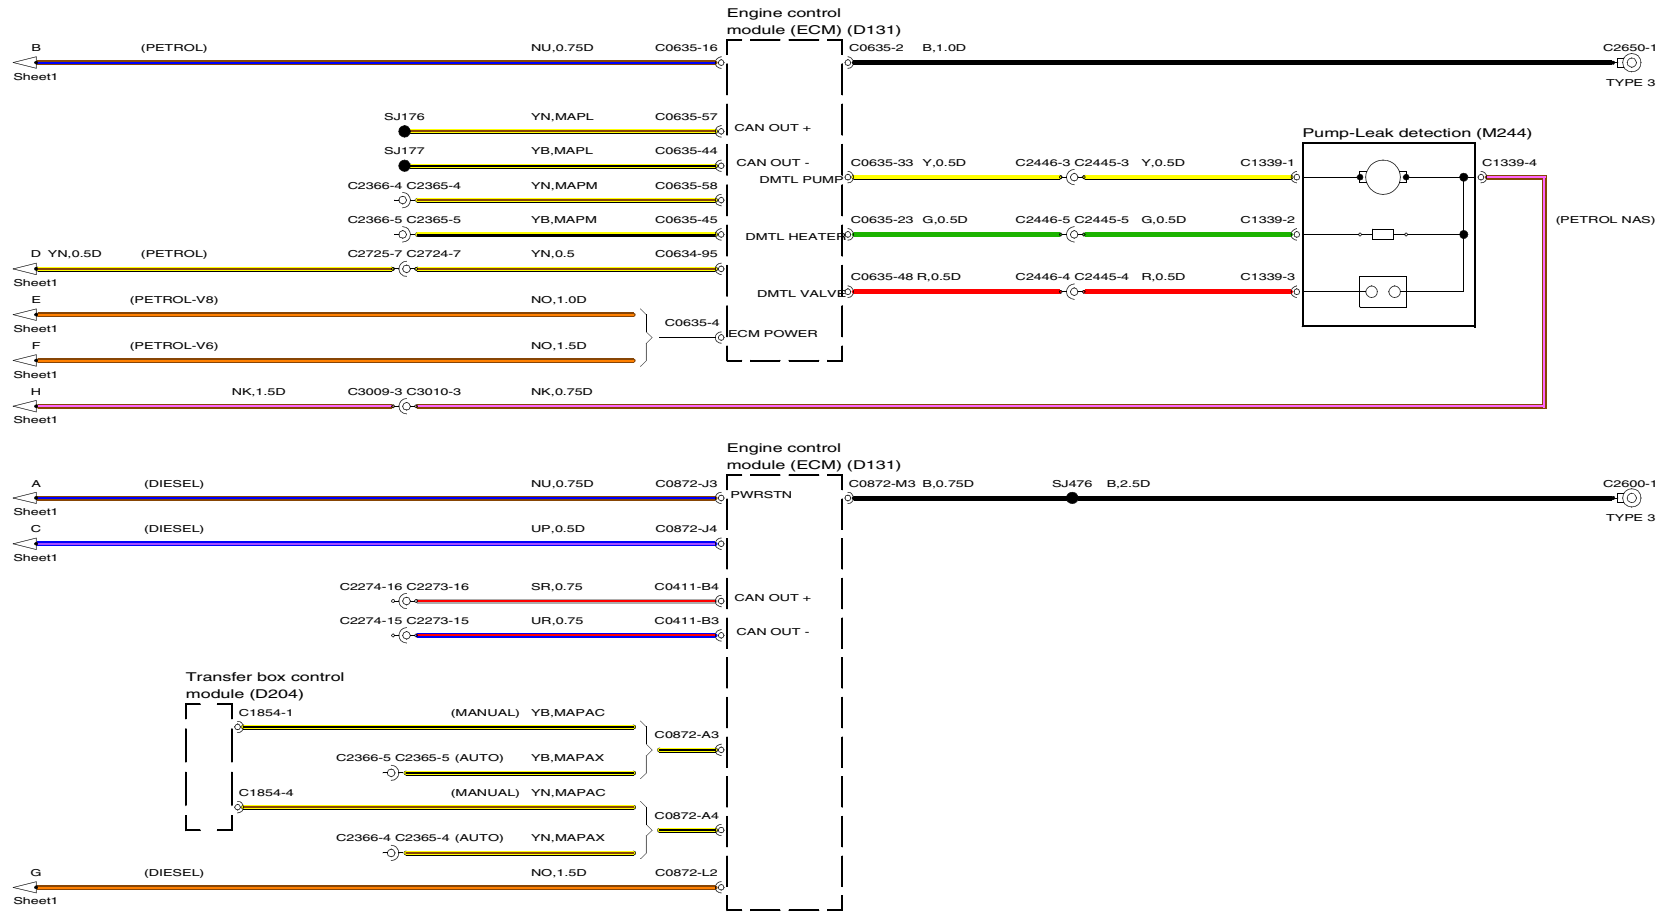 Engine control
module (ECM) (D131)
B (PETROL) NU,0.75D C0635-16 C0635-2 B,1.0D C2650-1
Sheet1 TYPE 3
SJ176 YN,MAPL C0635-57 CAN OUT +
SJ177 YB,MAPL C0635-44 CAN OUT -
Pump-Leak detection (M244)
DMTL PUMP C0635-33 Y,0.5D C2446-3 C2445-3 Y,0.5D C1339-1 C1339-4
C2366-4 C2365-4 YN,MAPM C0635-58
(PETROL NAS)
C2366-5 C2365-5 YB,MAPM C0635-45
DMTL HEATER C0635-23 G,0.5D C2446-5 C2445-5 G,0.5D C1339-2
D YN,0.5D (PETROL) C2725-7 C2724-7 YN,0.5 C0634-95
Sheet1
DMTL VALVE C0635-48 R,0.5D C2446-4 C2445-4 R,0.5D C1339-3
E (PETROL-V8) NO,1.0D
Sheet1
C0635-4 ECM POWER
F (PETROL-V6) NO,1.5D
Sheet1
H NK,1.5D C3009-3 C3010-3 NK,0.75D
Sheet1
Engine control
module (ECM) (D131)
A (DIESEL) NU,0.75D C0872-J3 PWRSTN C0872-M3 B,0.75D SJ476 B,2.5D C2600-1
Sheet1 TYPE 3
C (DIESEL) UP,0.5D C0872-J4
Sheet1
C2274-16 C2273-16 SR,0.75 C0411-B4 CAN OUT +
C2274-15 C2273-15 UR,0.75 C0411-B3 CAN OUT -
Transfer box control
module (D204)
C1854-1 (MANUAL) YB,MAPAC
C0872-A3
C2366-5 C2365-5 (AUTO) YB,MAPAX
C1854-4 (MANUAL) YN,MAPAC
C0872-A4
C2366-4 C2365-4 (AUTO) YN,MAPAX
G (DIESEL) NO,1.5D C0872-L2
Sheet1